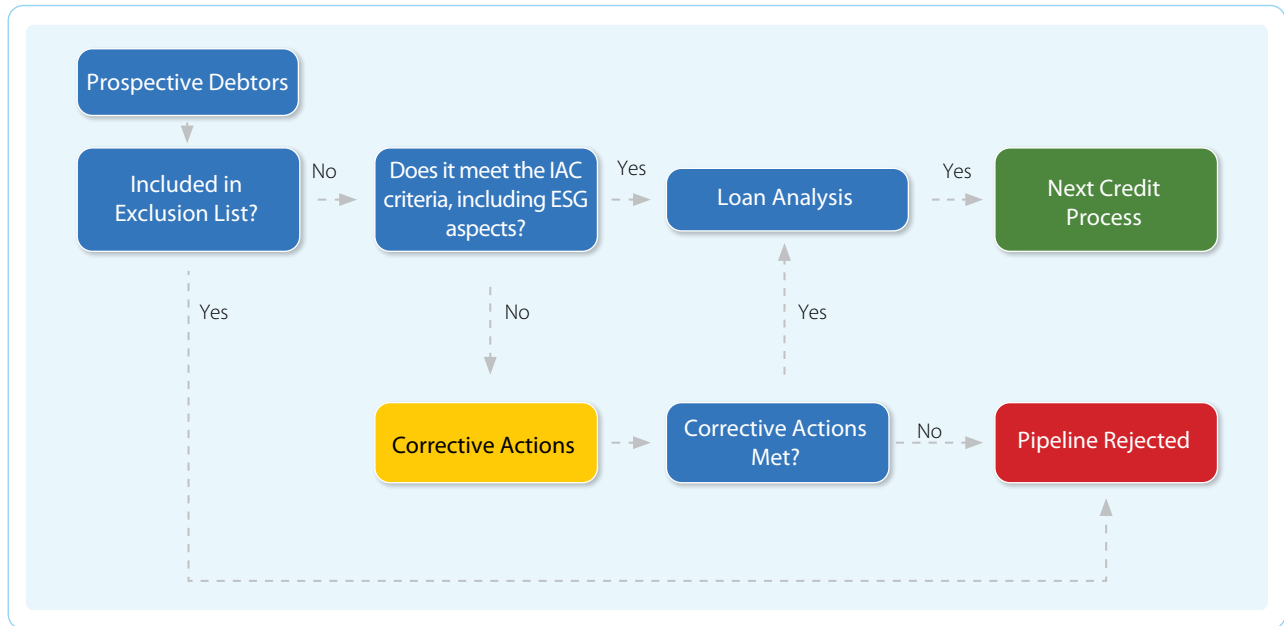 Prospective Debtors
Included in
Exclusion List?
No
Does it meet the IAC
criteria, including ESG
aspects?
Yes
Loan Analysis
Yes
Next Credit
Process
Yes
No
Yes
Corrective Actions
Corrective Actions
Met?
No
Pipeline Rejected